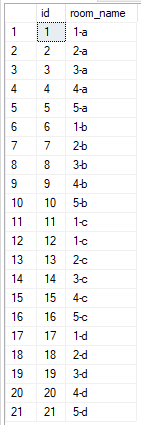 id room_name
1 1 1-a
2 2 2-a
3 3 3-a
4 4 4-a
5 5 5-a
6 6 1-b
7 7 2-b
8 8 3-b
9 9 4-b
10 10 5-b
11 11 1-c
12 12 1-c
13 13 2-c
14 14 3-c
15 15 4-c
16 16 5-c
17 17 1-d
18 18 2-d
19 19 3-d
20 20 4-d
21 21 5-d